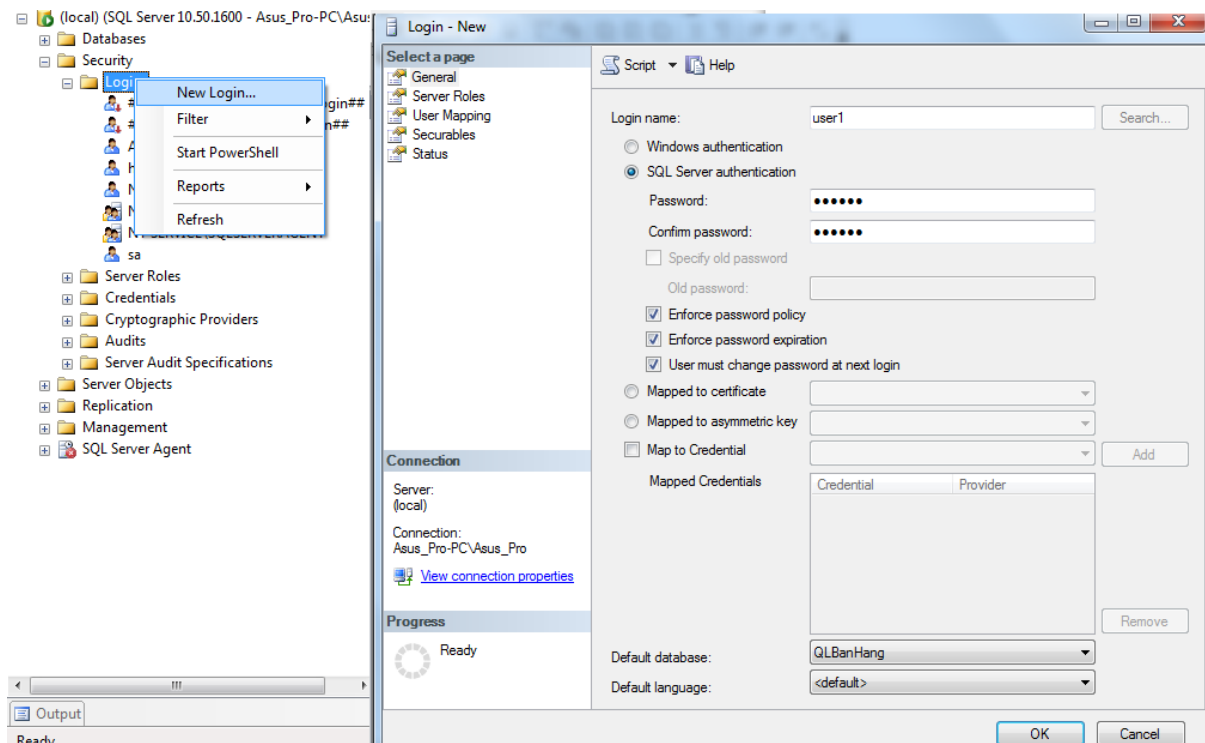 (local) (SQL Server 10.50.1600 - Asus_Pro-PC\Asu
Databases
Security
Login
#
gin##
#
n##
A
N
N
sa
Server Roles
Credentials
Cryptographic Providers
Audits
Server Audit Specifications
Server Objects
Replication
Management
SQL Server Agent
New Login...
Filter
Start PowerShell
Reports
Refresh
Output
Ready
Login - New
Select a page
General
Server Roles
User Mapping
Securables
Status
Connection
Server:
(local)
Connection:
Asus_Pro-PC\Asus_Pro
View connection properties
Progress
Ready
Script Help
Login name: user1 Search...
Windows authentication
SQL Server authentication
Password: ••••••
Confirm password: ••••••
Specify old password
Old password:
Enforce password policy
Enforce password expiration
User must change password at next login
Mapped to certificate
Mapped to asymmetric key
Map to Credential Add
Mapped Credentials Credential Provider
Remove
Default database: QLBanHang
Default language: <default>
OK Cancel